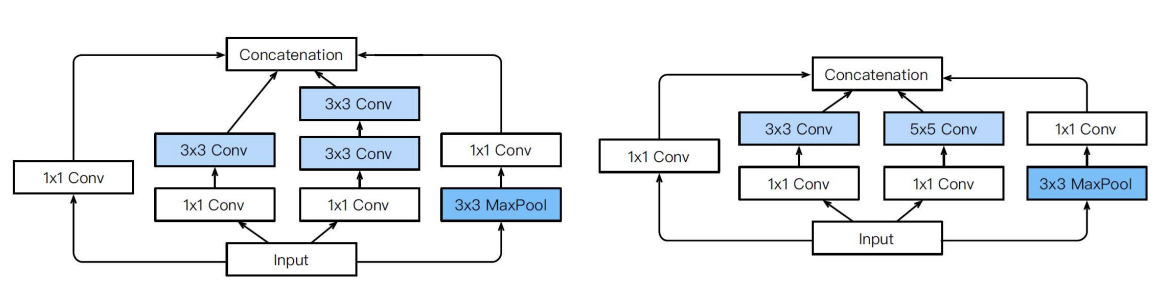 Concatenation
3x3 Conv
3x3 Conv
3x3 Conv
1x1 Conv
1x1 Conv
1x1 Conv
1x1 Conv
3x3 MaxPool
Input
Concatenation
3x3 Conv
5x5 Conv
1x1 Conv
1x1 Conv
1x1 Conv
1x1 Conv
3x3 MaxPool
Input